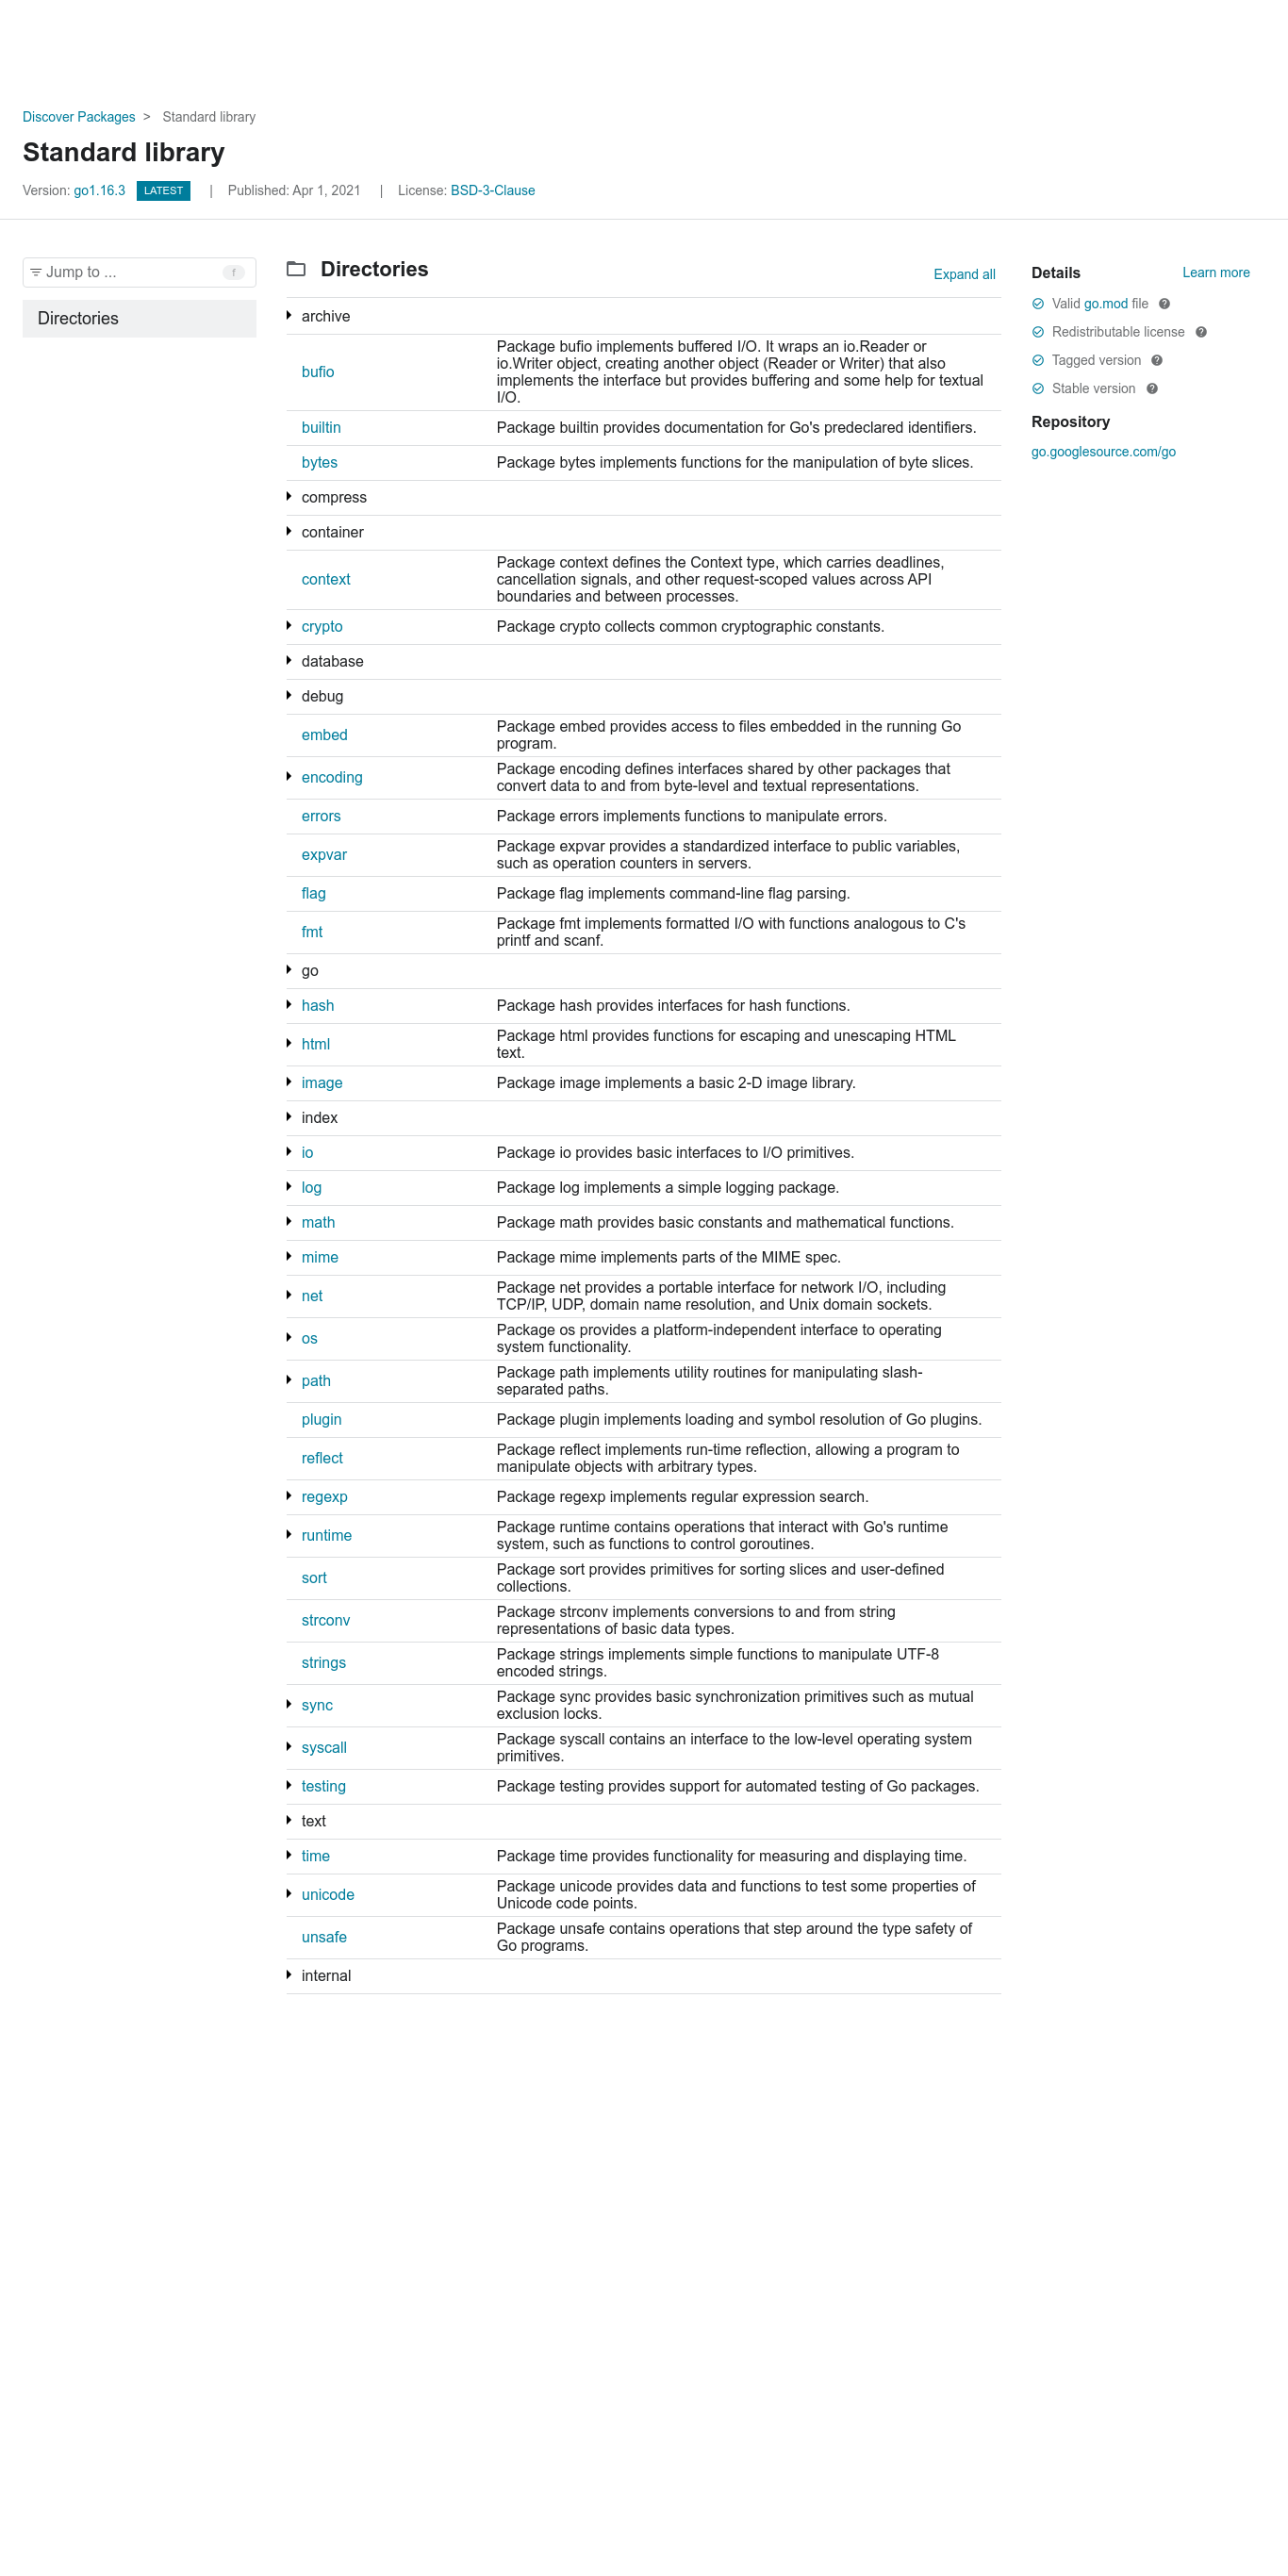 Discover Packages > Standard library
Standard library
Version: go1.16.3 LATEST | Published: Apr 1, 2021 | License: BSD-3-Clause
Jump to ... f
Directories
Directories
Expand all
archive
bufio
Package bufio implements buffered I/O. It wraps an io.Reader or
io.Writer object, creating another object (Reader or Writer) that also
implements the interface but provides buffering and some help for textual
I/O.
builtin
Package builtin provides documentation for Go's predeclared identifiers.
bytes
Package bytes implements functions for the manipulation of byte slices.
compress
container
context
Package context defines the Context type, which carries deadlines,
cancellation signals, and other request-scoped values across API
boundaries and between processes.
crypto
Package crypto collects common cryptographic constants.
database
debug
embed
Package embed provides access to files embedded in the running Go
program.
encoding
Package encoding defines interfaces shared by other packages that
convert data to and from byte-level and textual representations.
errors
Package errors implements functions to manipulate errors.
expvar
Package expvar provides a standardized interface to public variables,
such as operation counters in servers.
flag
Package flag implements command-line flag parsing.
fmt
Package fmt implements formatted I/O with functions analogous to C's
printf and scanf.
go
hash
Package hash provides interfaces for hash functions.
html
Package html provides functions for escaping and unescaping HTML
text.
image
Package image implements a basic 2-D image library.
index
io
Package io provides basic interfaces to I/O primitives.
log
Package log implements a simple logging package.
math
Package math provides basic constants and mathematical functions.
mime
Package mime implements parts of the MIME spec.
net
Package net provides a portable interface for network I/O, including
TCP/IP, UDP, domain name resolution, and Unix domain sockets.
os
Package os provides a platform-independent interface to operating
system functionality.
path
Package path implements utility routines for manipulating slash-
separated paths.
plugin
Package plugin implements loading and symbol resolution of Go plugins.
reflect
Package reflect implements run-time reflection, allowing a program to
manipulate objects with arbitrary types.
regexp
Package regexp implements regular expression search.
runtime
Package runtime contains operations that interact with Go's runtime
system, such as functions to control goroutines.
sort
Package sort provides primitives for sorting slices and user-defined
collections.
strconv
Package strconv implements conversions to and from string
representations of basic data types.
strings
Package strings implements simple functions to manipulate UTF-8
encoded strings.
sync
Package sync provides basic synchronization primitives such as mutual
exclusion locks.
syscall
Package syscall contains an interface to the low-level operating system
primitives.
testing
Package testing provides support for automated testing of Go packages.
text
time
Package time provides functionality for measuring and displaying time.
unicode
Package unicode provides data and functions to test some properties of
Unicode code points.
unsafe
Package unsafe contains operations that step around the type safety of
Go programs.
internal
Details
Learn more
Valid go.mod file
Redistributable license
Tagged version
Stable version
Repository
go.googlesource.com/go